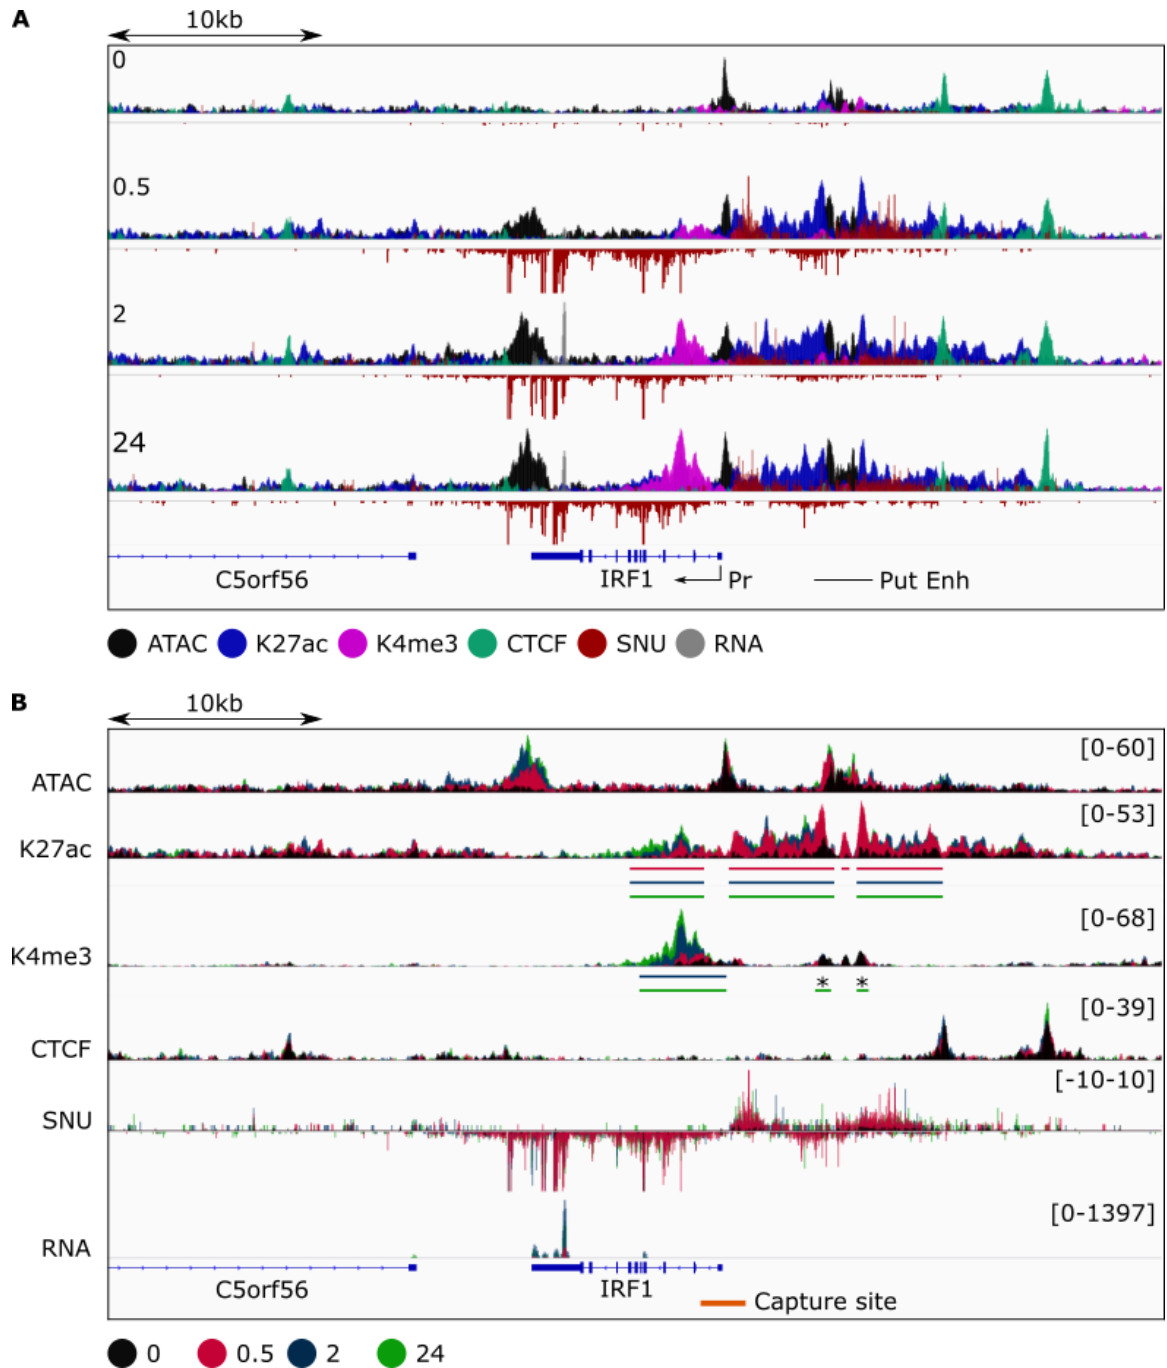 A
10kb
0
0.5
2
24
C5orf56
IRF1
Pr
Put Enh
ATAC
K27ac
K4me3
CTCF
SNU
RNA
B
10kb
ATAC
[0-60]
K27ac
[0-53]
K4me3
[0-68]
* *
CTCF
[0-39]
SNU
[-10-10]
RNA
[0-1397]
C5orf56
IRF1
Capture site
0
0.5
2
24